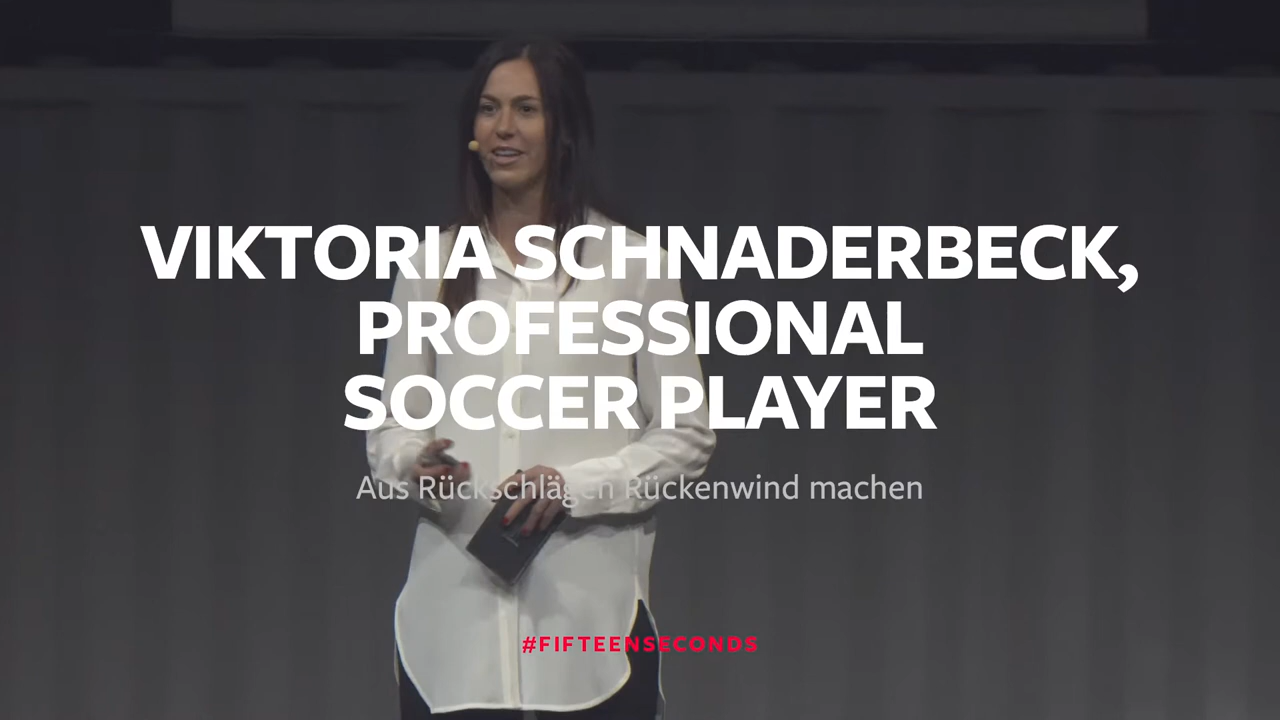 VIKTORIA SCHNADERBECK,
PROFESSIONAL
SOCCER PLAYER
Aus Rückschlägen Rückenwind machen
#FIFTEENSECONDS